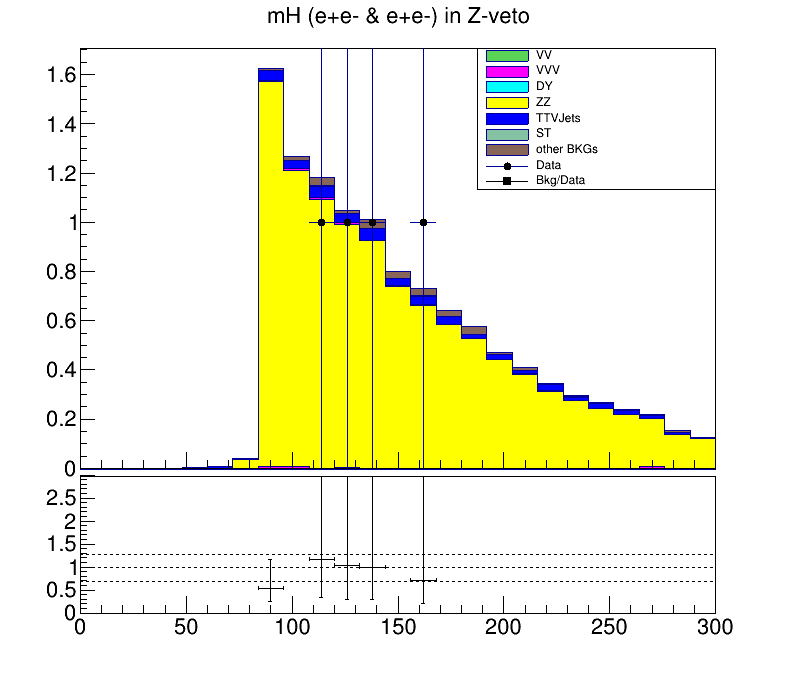 mH (e+e- & e+e-) in Z-veto
VV
VVV
DY
ZZ
TTVJets
ST
other BKGs
Data
Bkg/Data
1.6
1.4
1.2
1
0.8
0.6
0.4
0.2
0
2.5
2
1.5
1
0.5
0
0 50 100 150 200 250 300